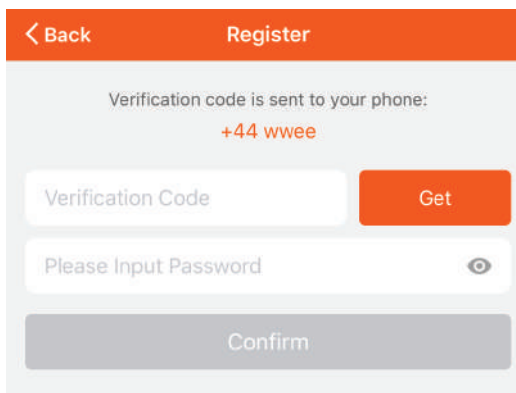 Back Register
Verification code is sent to your phone:
+44 wwee
Verification Code Get
Please Input Password
Confirm